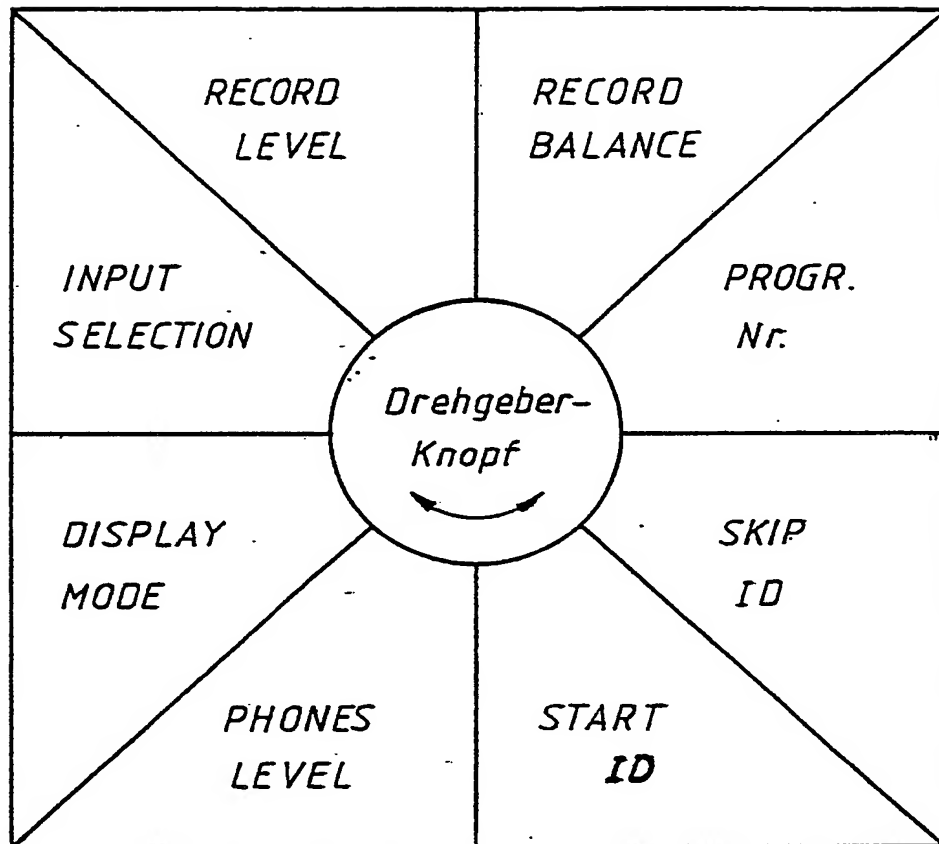 RECORD
LEVEL
RECORD
BALANCE
INPUT
SELECTION
PROGR.
Nr.
Drehgeber-
Knopf
DISPLAY
MODE
SKIP
ID
PHONES
LEVEL
START
ID